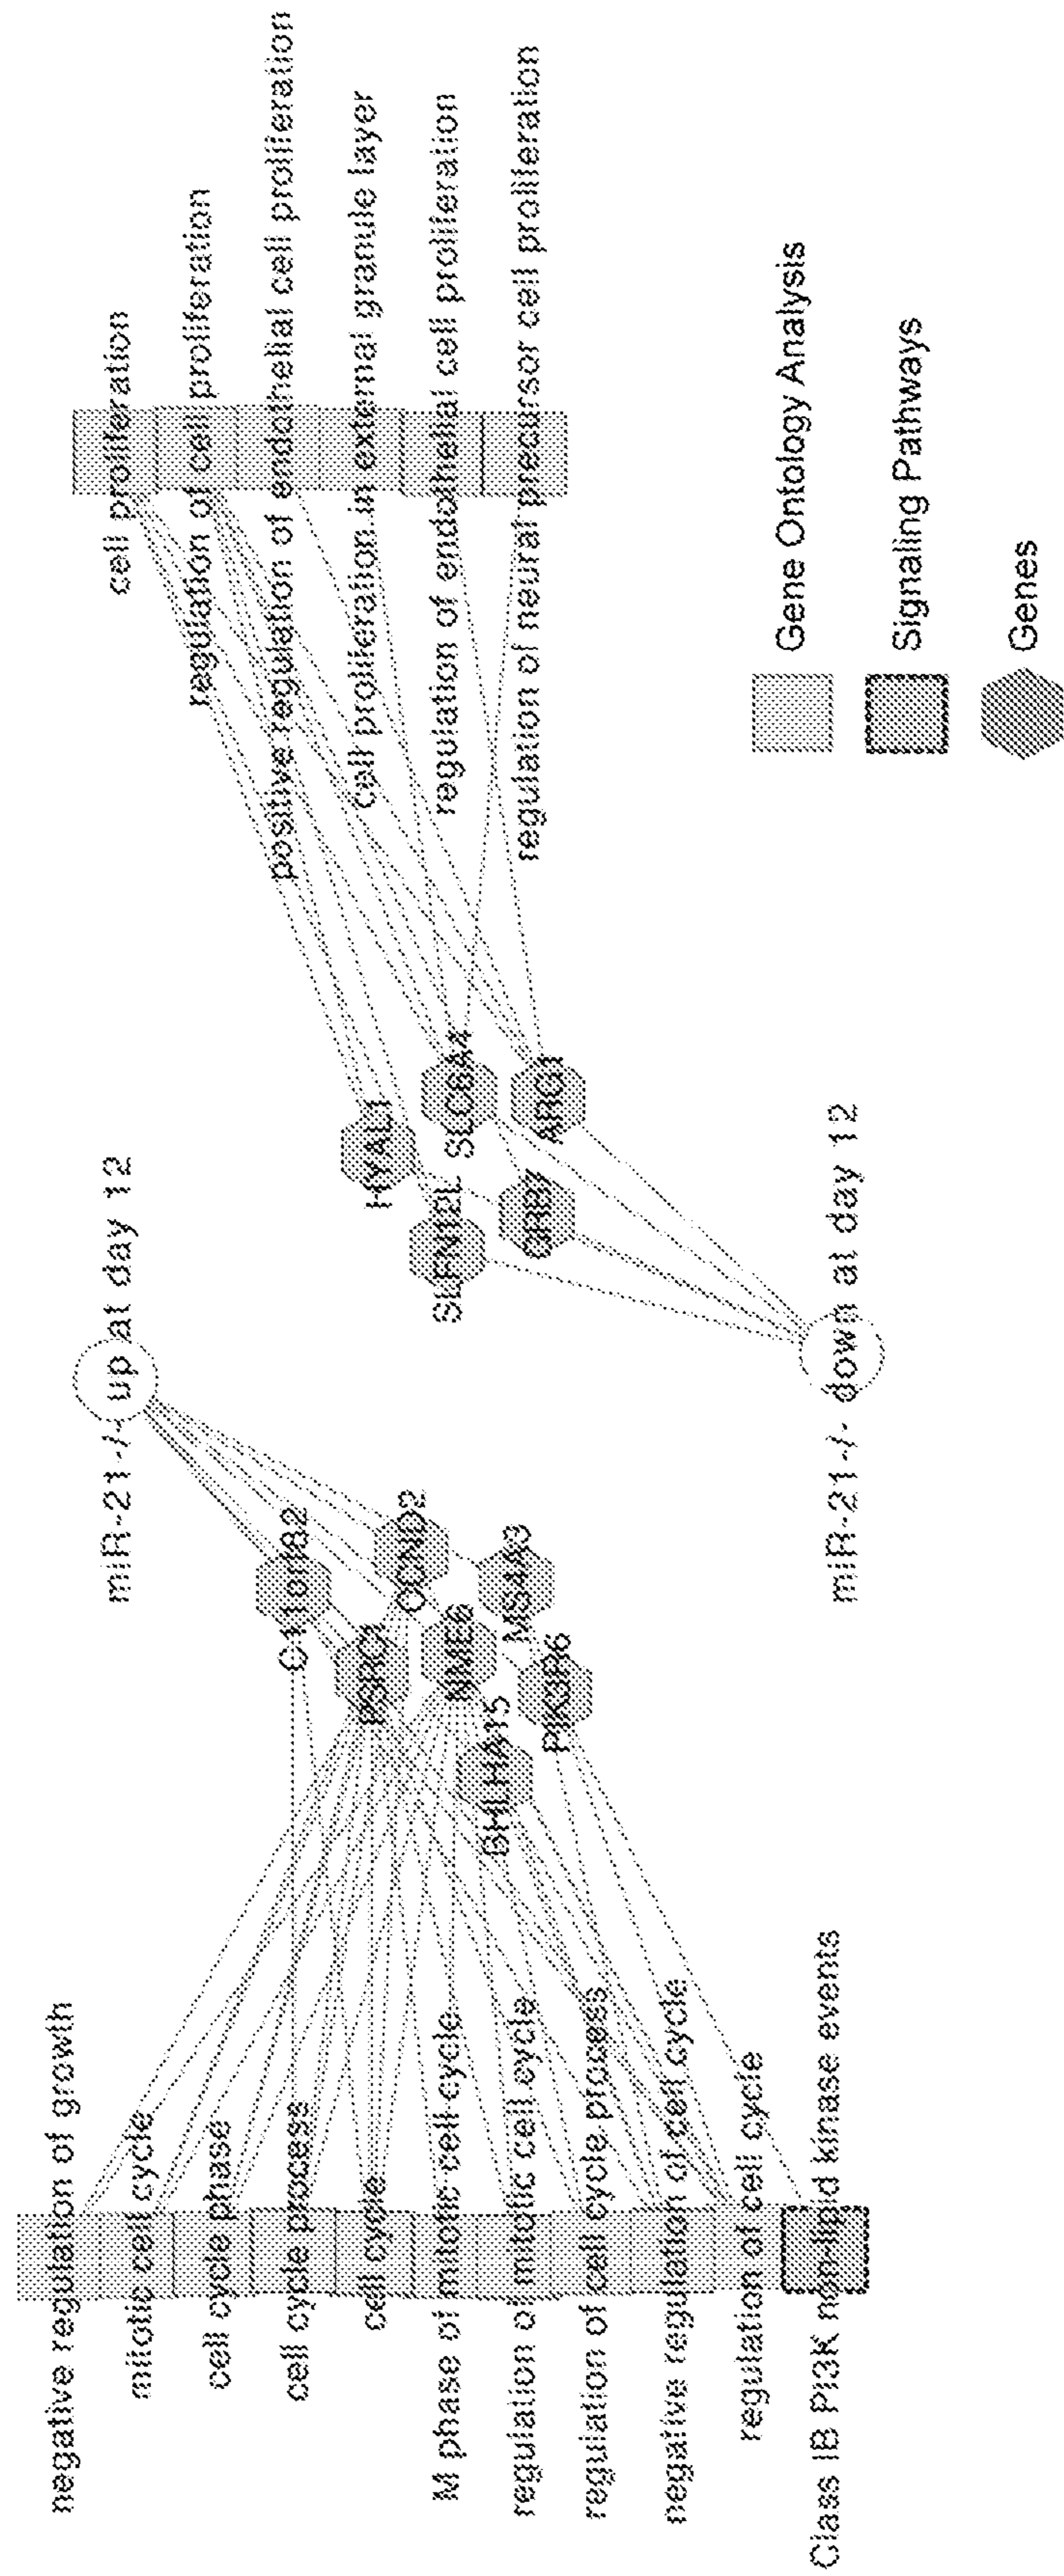 negative regulation of growth
mitotic cell cycle
cell cycle phase
cell cycle process
cell cycle
M phase of mitotic cell cycle
regulation of mitotic cell cycle
regulation of cell cycle process
negative regulation of cell cycle
regulation of cell cycle
Class IB PI3K non-lipid kinase events
miR-21-/- up at day 12
C11orf82
PSRC1
CCND2
NME6
MS4A3
BHLHA15
PIK3R6
miR-21-/- down at day 12
HYAL1
SLFN12L
SLC6A4
GRB7
ARG1
cell proliferation
regulation of cell proliferation
positive regulation of endothelial cell proliferation
cell proliferation in external granule layer
regulation of endothelial cell proliferation
regulation of neural precursor cell proliferation
Gene Ontology Analysis
Signaling Pathways
Genes